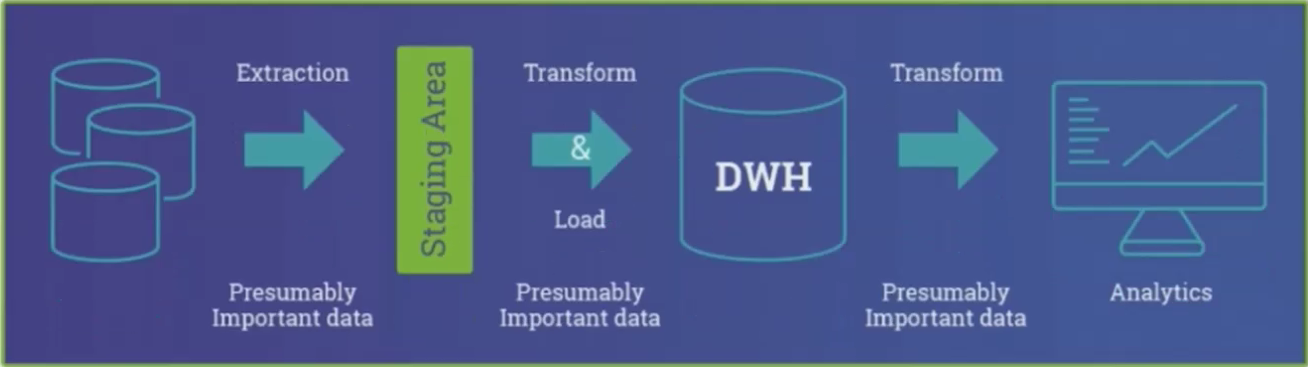 Extraction
Presumably
Important data
Staging Area
Transform
&
Load
Presumably
Important data
DWH
Transform
Presumably
Important data
Analytics